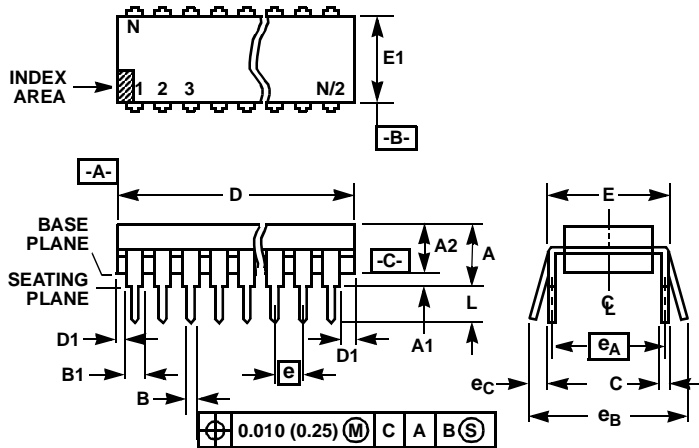 N
E1
INDEX
AREA
1 2 3 N/2
-B-
-A-
D
E
BASE
PLANE
A2
A
-C-
SEATING
PLANE
L
℄
D1
A1
D1
eA
B1
e
eC
C
B
eB
⌖ 0.010 (0.25) Ⓜ C A B Ⓢ